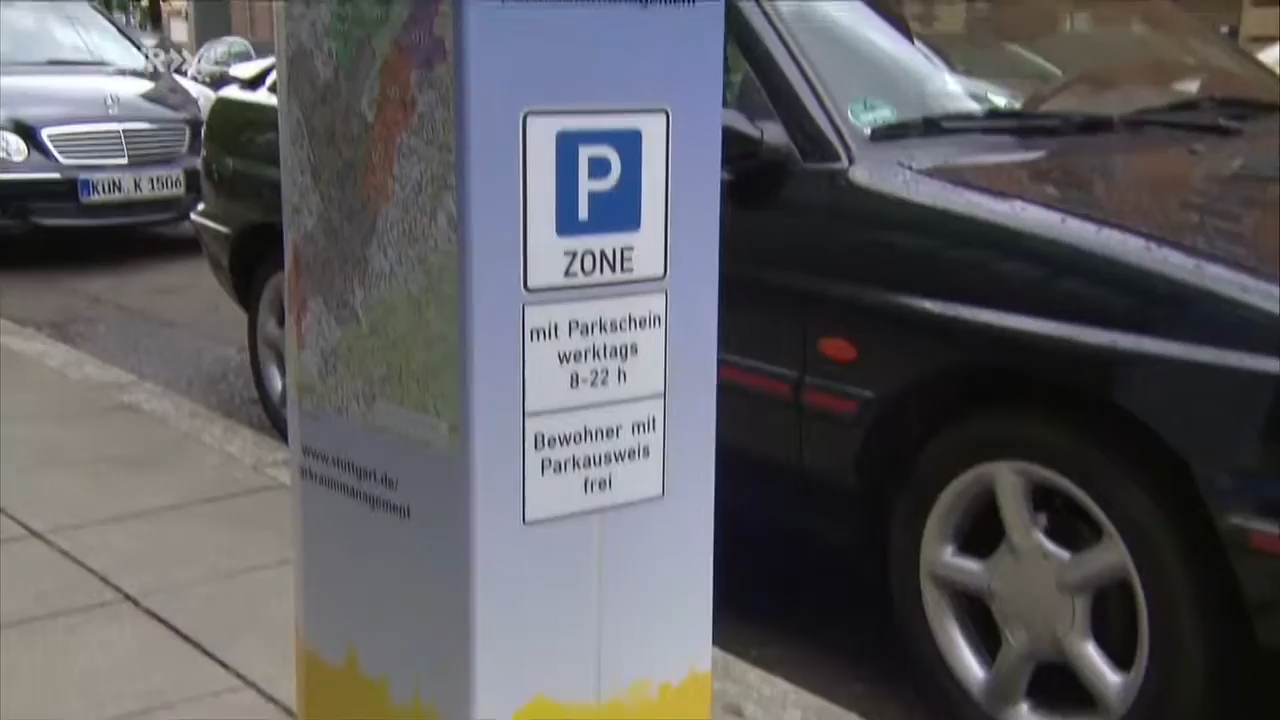 KÜN K 1506
P
ZONE
mit Parkschein
werktags
8-22 h
Bewohner mit
Parkausweis
frei
www.stuttgart.de/
arkraummanagement